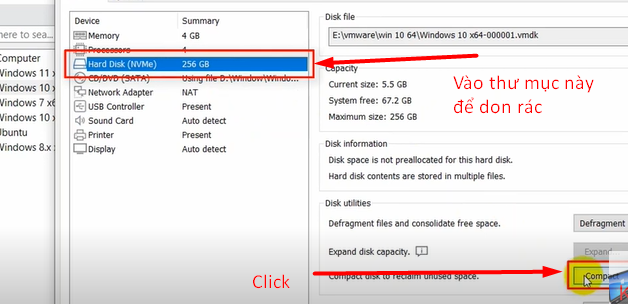 Device
Summary
Memory
4 GB
Processors
4
Hard Disk (NVMe)
256 GB
CD/DVD (SATA)
Using file D:\Window\Window...
Network Adapter
NAT
USB Controller
Present
Sound Card
Auto detect
Printer
Present
Display
Auto detect
ere to sea...
Computer
Windows 11 x
Windows 10 x
Windows 7 x6
Windows 10 x
Ubuntu
Windows 8.x
Disk file
E:\vmware\win 10 64\Windows 10 x64-000001.vmdk
Capacity
Current size: 5.5 GB
System free: 67.2 GB
Maximum size: 256 GB
Vào thư mục này
để don rác
Disk information
Disk space is not preallocated for this hard disk.
Hard disk contents are stored in multiple files.
Disk utilities
Defragment files and consolidate free space.
Defragment
Expand disk capacity.
Expand
Compact disk to reclaim unused space.
Compact
Click